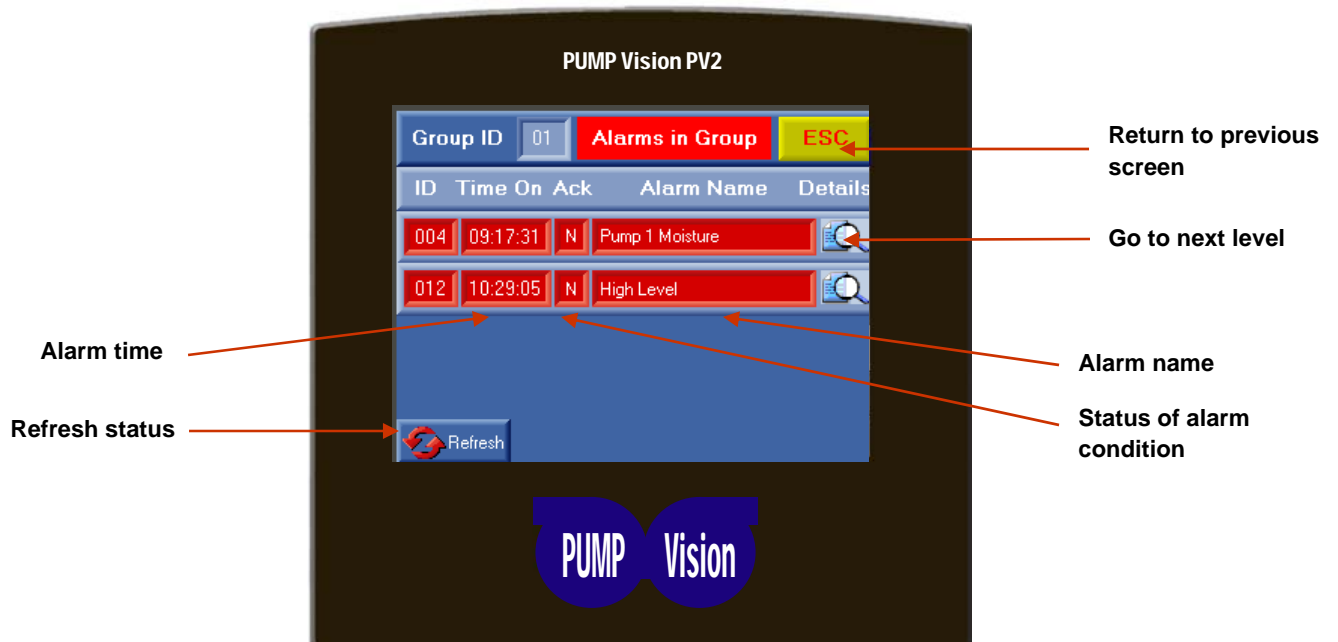 PUMP Vision PV2
Group ID 01 Alarms in Group ESC
ID Time On Ack Alarm Name Details
004 09:17:31 N Pump 1 Moisture
012 10:29:05 N High Level
Refresh
PUMP Vision
Return to previous
screen
Go to next level
Alarm time
Alarm name
Refresh status
Status of alarm
condition